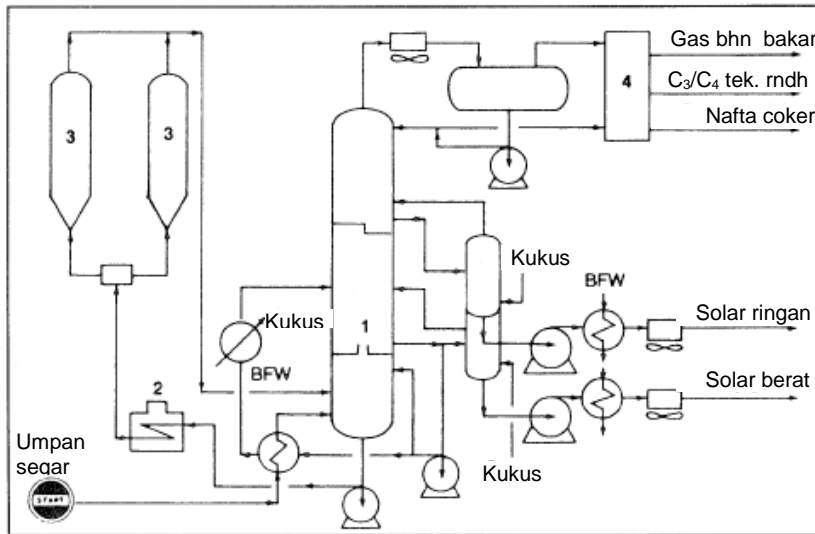 Gas bhn bakar
C₃/C₄ tek. rndh
Nafta coker
4
3
3
Kukus
BFW
Kukus
1
Solar ringan
BFW
2
Solar berat
Umpan
segar
START
Kukus